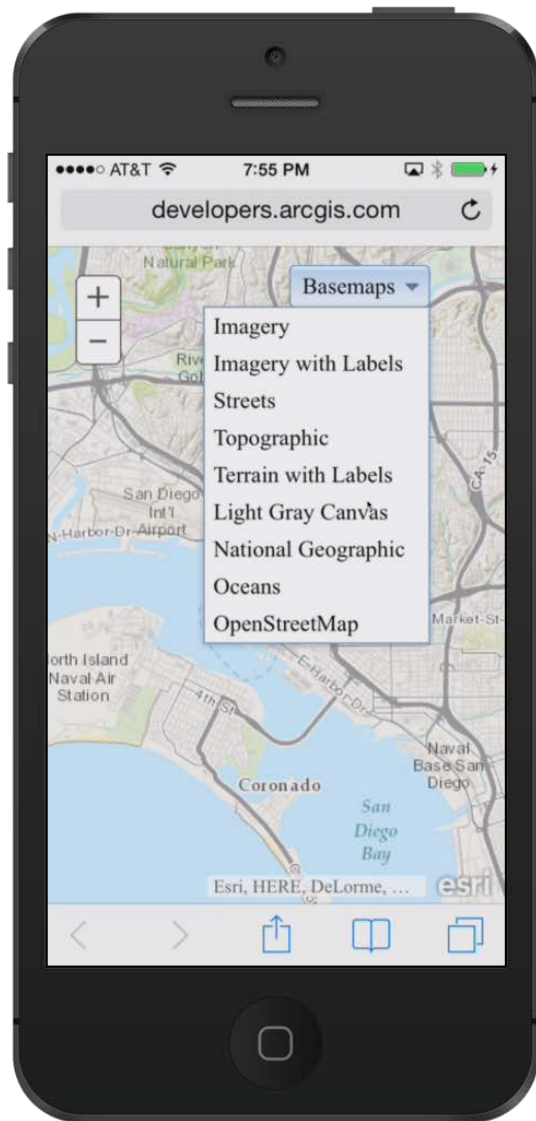 AT&T
7:55 PM
developers.arcgis.com
Natural Park
Basemaps
+
−
Imagery
Imagery with Labels
Streets
Topographic
Terrain with Labels
Light Gray Canvas
National Geographic
Oceans
OpenStreetMap
San Diego
Int'l
Airport
N-Harbor-Dr
CA-15
Market-St
orth Island
Naval Air
Station
4th-St
E-Harbor-Dr
Naval
Base San
Diego
Coronado
San
Diego
Bay
Esri, HERE, DeLorme, ...
esri